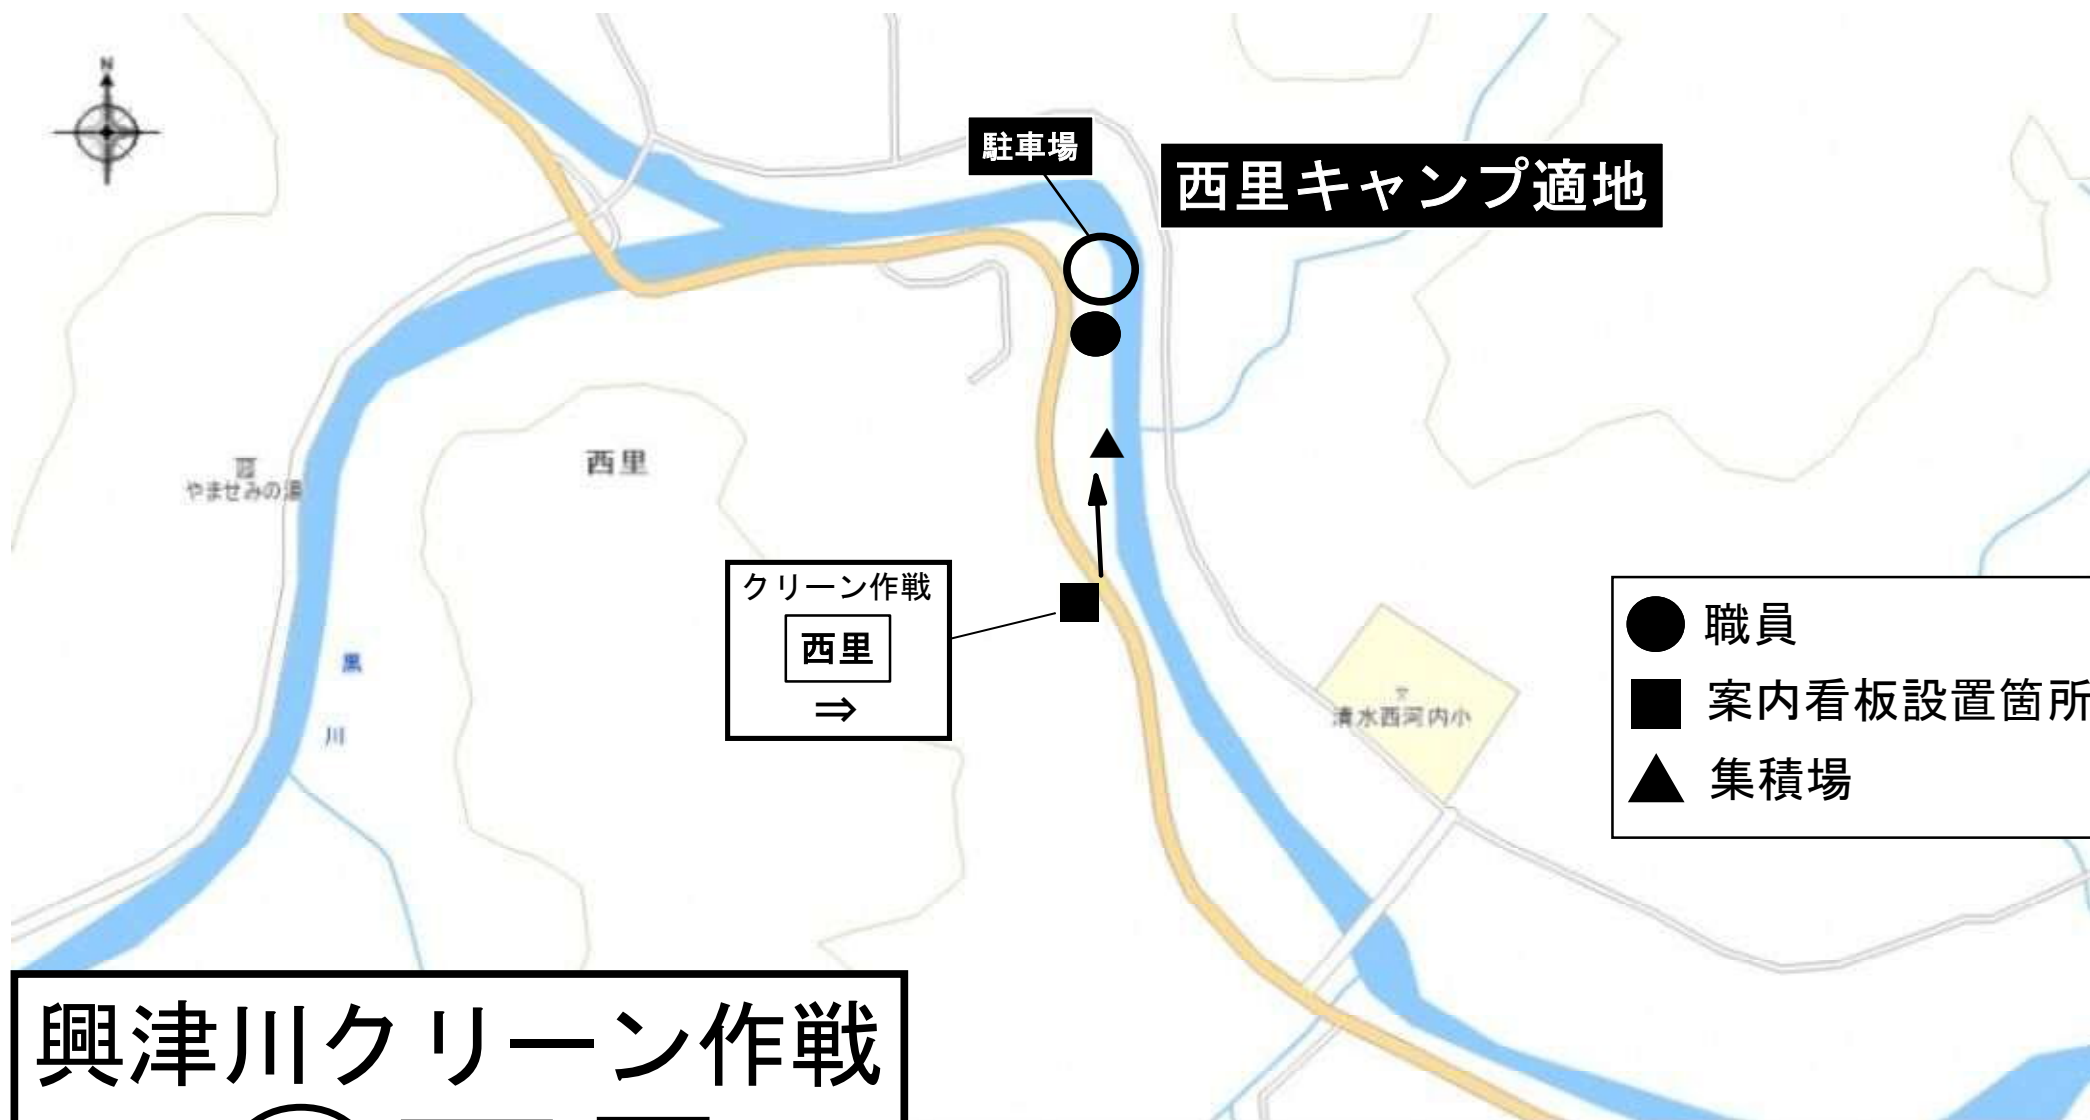 N
駐車場
西里キャンプ適地
西里
やませみの湯
クリーン作戦
西里
⇒
黒
川
文
清水西河内小
職員
案内看板設置箇所
集積場
興津川クリーン作戦